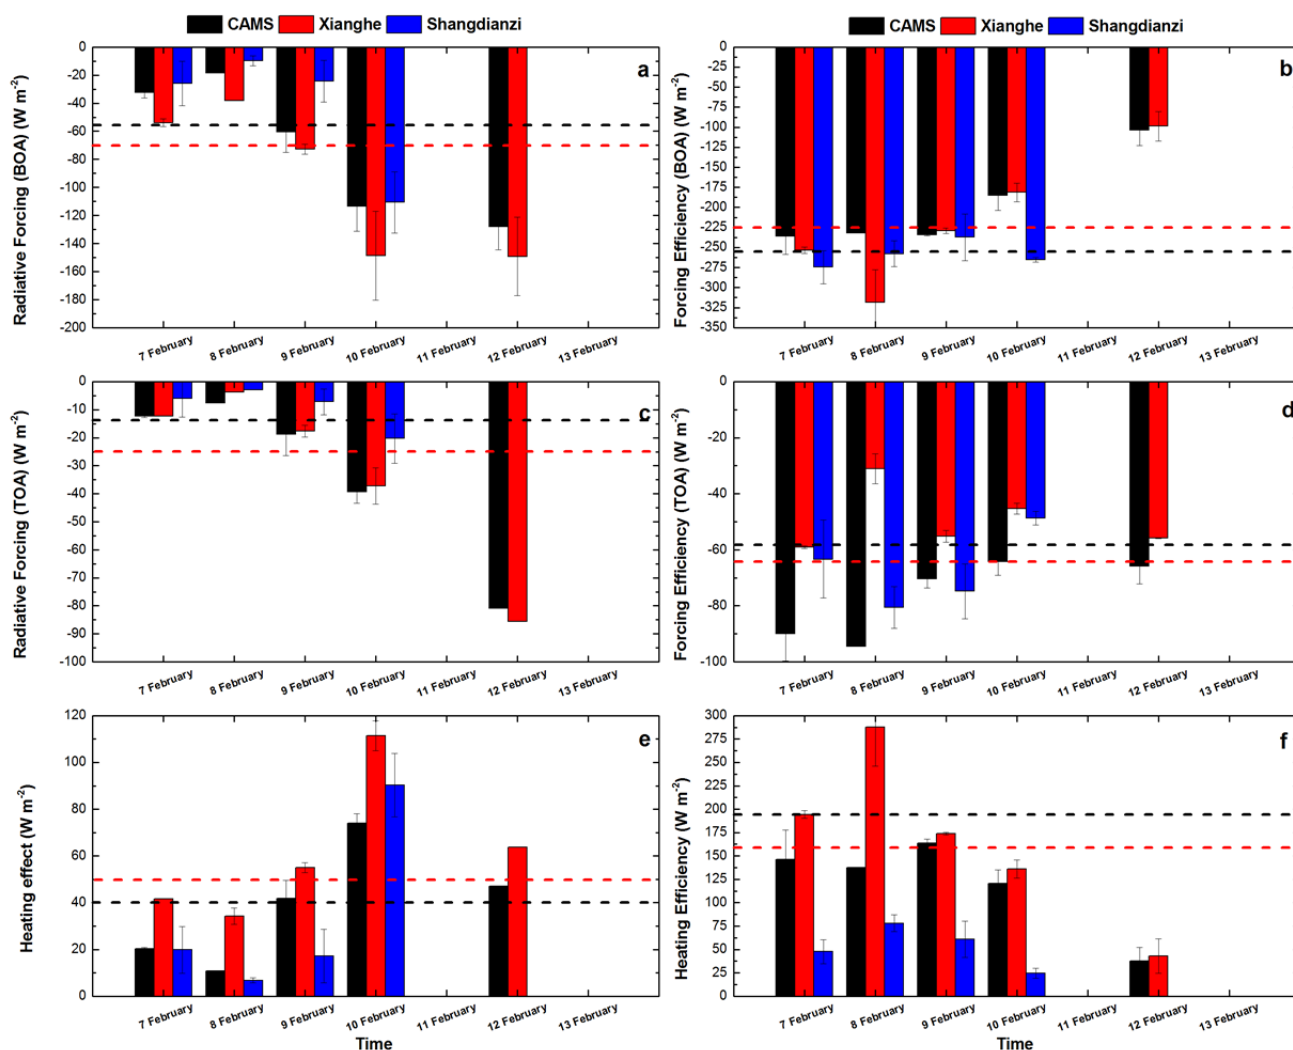 CAMS Xianghe Shangdianzi
CAMS Xianghe Shangdianzi
a
Radiative Forcing (BOA) (W m-2)
0
-20
-40
-60
-80
-100
-120
-140
-160
-180
-200
7 February 8 February 9 February 10 February 11 February 12 February 13 February
b
Forcing Efficiency (BOA) (W m-2)
0
-25
-50
-75
-100
-125
-150
-175
-200
-225
-250
-275
-300
-325
-350
7 February 8 February 9 February 10 February 11 February 12 February 13 February
c
Radiative Forcing (TOA) (W m-2)
0
-10
-20
-30
-40
-50
-60
-70
-80
-90
-100
7 February 8 February 9 February 10 February 11 February 12 February 13 February
d
Forcing Efficiency (TOA) (W m-2)
0
-20
-40
-60
-80
-100
7 February 8 February 9 February 10 February 11 February 12 February 13 February
e
Heating effect (W m-2)
120
100
80
60
40
20
0
7 February 8 February 9 February 10 February 11 February 12 February 13 February
Time
f
Heating Efficiency (W m-2)
300
275
250
225
200
175
150
125
100
75
50
25
0
7 February 8 February 9 February 10 February 11 February 12 February 13 February
Time